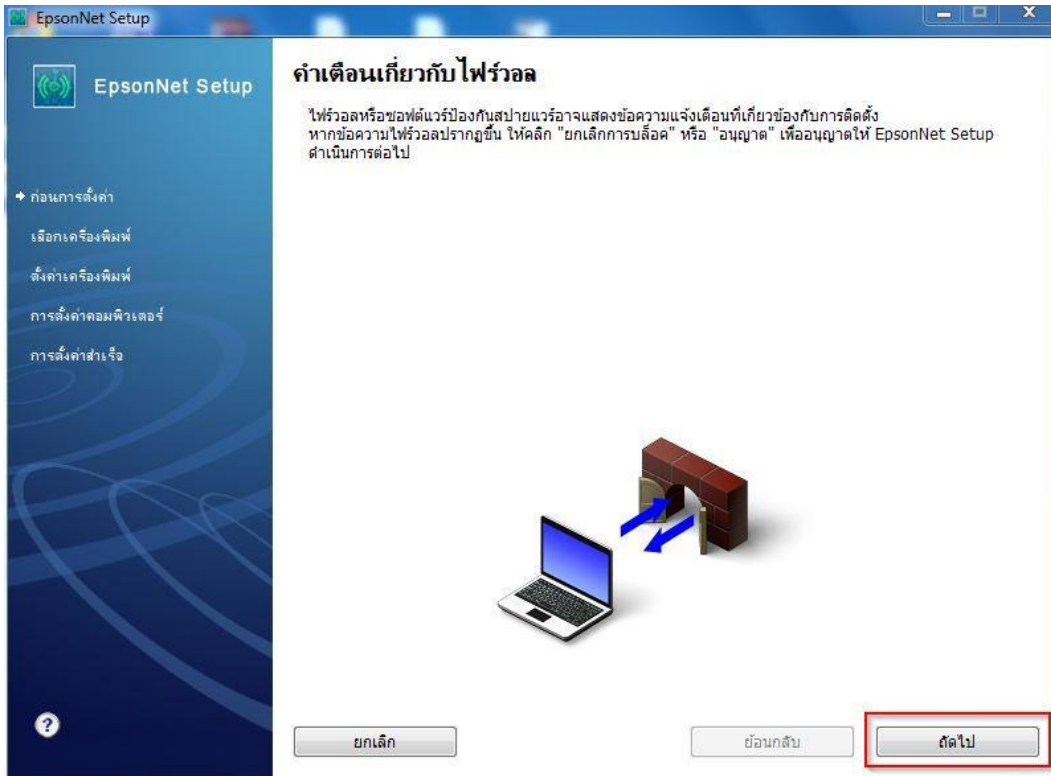 EpsonNet Setup
EpsonNet Setup
ก่อนการตั้งค่า
เลือกเครื่องพิมพ์
ตั้งค่าเครื่องพิมพ์
การตั้งค่าคอมพิวเตอร์
การตั้งค่าสำเร็จ
คำเตือนเกี่ยวกับไฟร์วอล
ไฟร์วอลหรือซอฟต์แวร์ป้องกันสปายแวร์อาจแสดงข้อความแจ้งเตือนที่เกี่ยวข้องกับการติดตั้ง
หากข้อความไฟร์วอลปรากฏขึ้น ให้คลิก "ยกเลิกการบล็อค" หรือ "อนุญาต" เพื่ออนุญาตให้ EpsonNet Setup
ดำเนินการต่อไป
?
ยกเลิก
ย้อนกลับ
ถัดไป